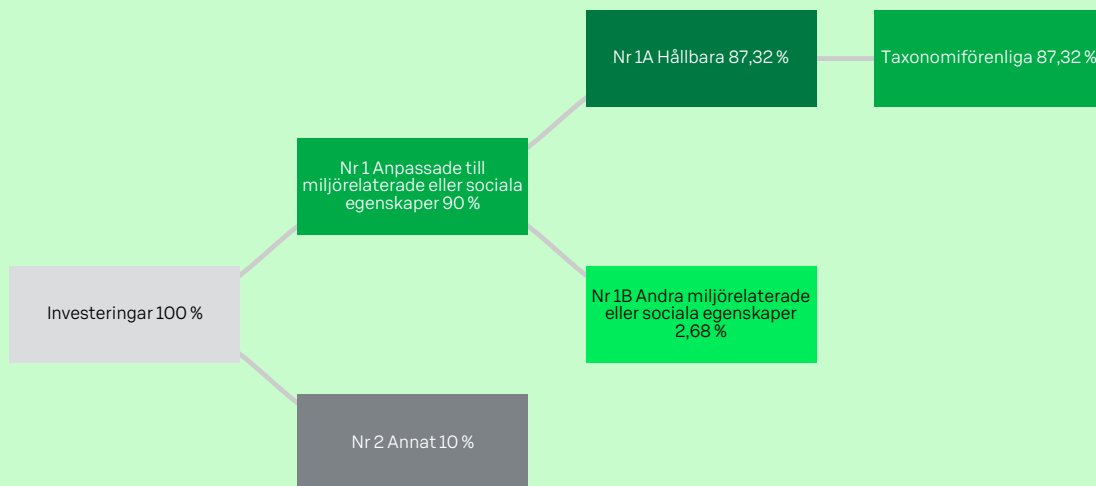 Nr 1A Hållbara 87,32 %
Taxonomiförenliga 87,32 %
Nr 1 Anpassade till
miljörelaterade eller sociala
egenskaper 90 %
Investeringar 100 %
Nr 1B Andra miljörelaterade
eller sociala egenskaper
2,68 %
Nr 2 Annat 10 %